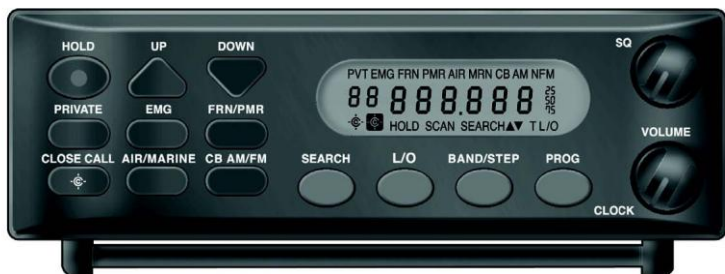 HOLD UP DOWN
PRIVATE EMG FRN/PMR
CLOSE CALL AIR/MARINE CB AM/FM
PVT EMG FRN PMR AIR MRN CB AM NFM
88 888.888 25 50 75
HOLD SCAN SEARCH▲▼ T L/O
SEARCH L/O BAND/STEP PROG
SQ
VOLUME
CLOCK